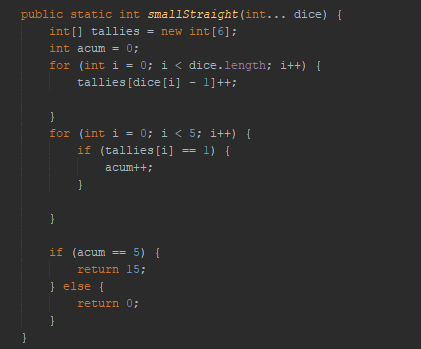 public static int smallStraight(int... dice) {
    int[] tallies = new int[6];
    int acum = 0;
    for (int i = 0; i < dice.length; i++) {
        tallies[dice[i] - 1]++;

    }
    for (int i = 0; i < 5; i++) {
        if (tallies[i] == 1) {
            acum++;
        }

    }

    if (acum == 5) {
        return 15;
    } else {
        return 0;
    }
}